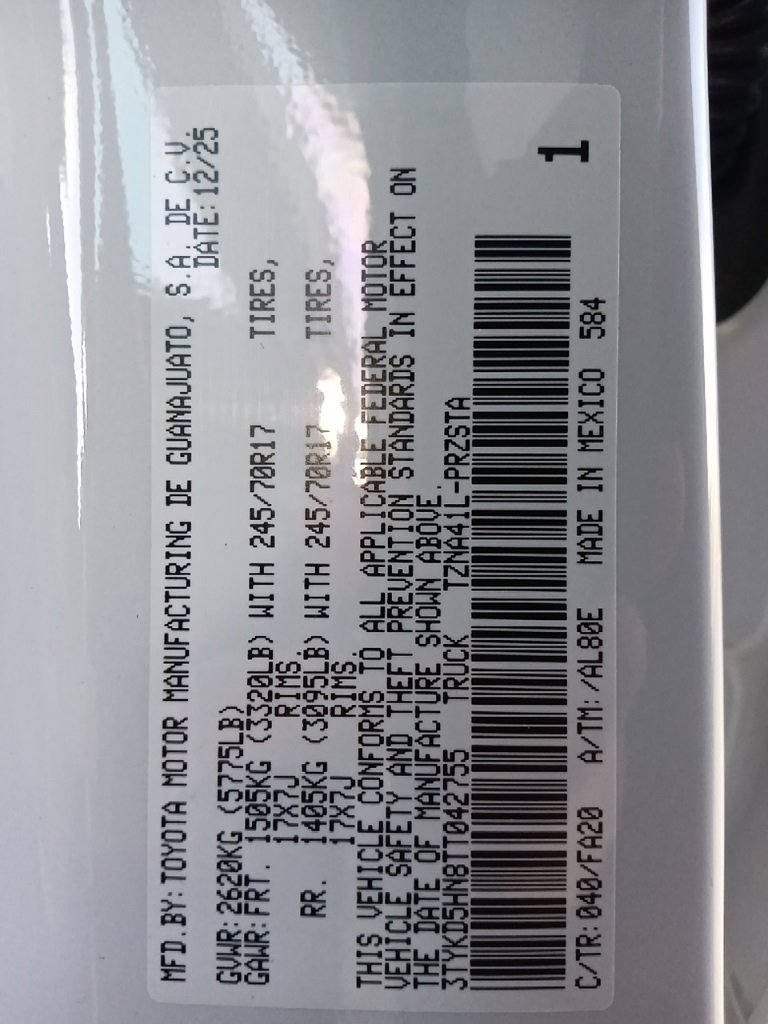 MFD.BY: TOYOTA MOTOR MANUFACTURING DE GUANAJUATO, S.A. DE C.V.
DATE: 12/25
GVWR: 2620KG (5775LB)
GAWR: FRT. 1505KG (3320LB) WITH 245/70R17 TIRES,
17X7J RIMS.
RR. 1405KG (3095LB) WITH 245/70R17 TIRES,
17X7J RIMS.
THIS VEHICLE CONFORMS TO ALL APPLICABLE FEDERAL MOTOR
VEHICLE SAFETY AND THEFT PREVENTION STANDARDS IN EFFECT ON
THE DATE OF MANUFACTURE SHOWN ABOVE.
3TYKD5HN8TT042755 TRUCK TZNA41L-PRZSTA
1
C/TR: 040/FA20 A/TM: /AL80E MADE IN MEXICO 584